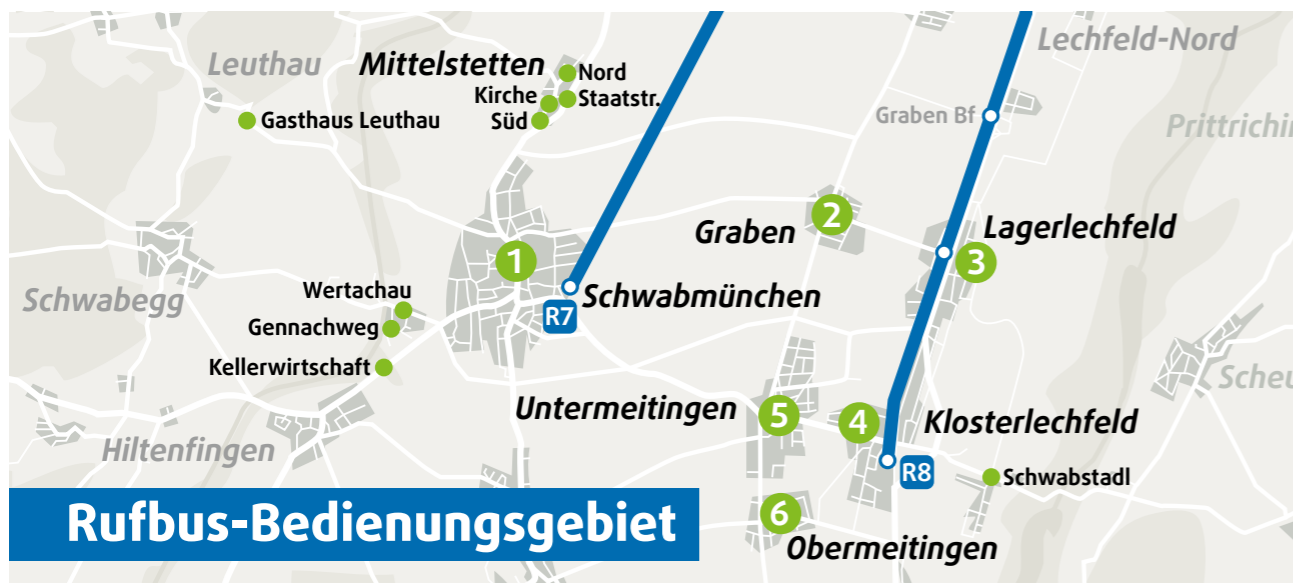 Lechfeld-Nord
Leuthau
Mittelstetten
Nord
Kirche
Staatstr.
Süd
Gasthaus Leuthau
Graben Bf
Prittrichin
2
Graben
Lagerlechfeld
3
1
Schwabegg
Wertachau
Schwabmünchen
R7
Gennachweg
Kellerwirtschaft
Scheu
Untermeitingen
5
4
Klosterlechfeld
Hiltenfingen
R8
Schwabstadl
6
Rufbus-Bedienungsgebiet
Obermeitingen